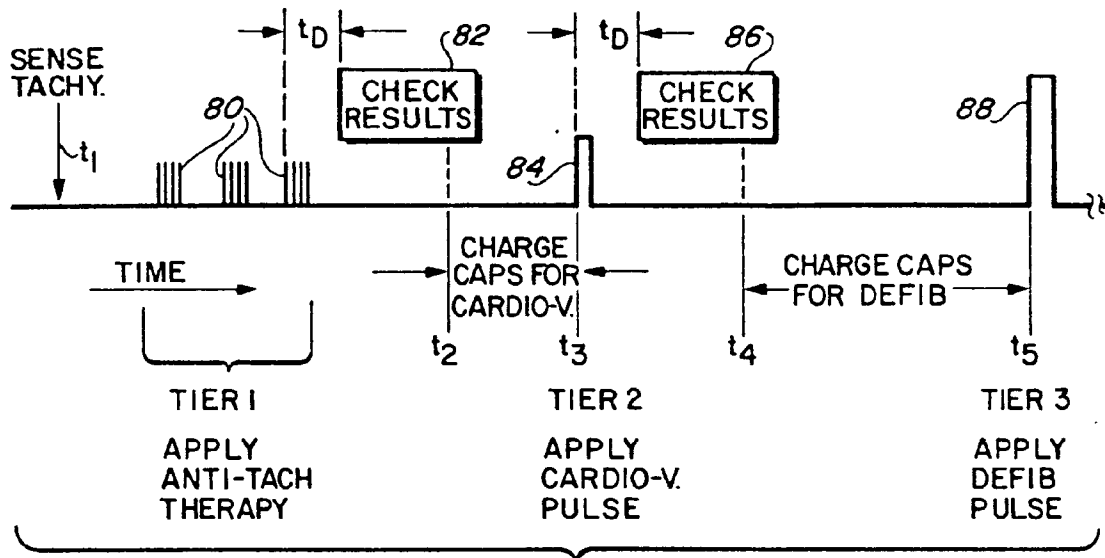 SENSE
TACHY.
t1
80
tD
82
CHECK
RESULTS
tD
84
86
CHECK
RESULTS
88
TIME
CHARGE
CAPS FOR
CARDIO-V.
CHARGE CAPS
FOR DEFIB
t2
t3
t4
t5
TIER 1
APPLY
ANTI-TACH
THERAPY
TIER 2
APPLY
CARDIO-V.
PULSE
TIER 3
APPLY
DEFIB
PULSE